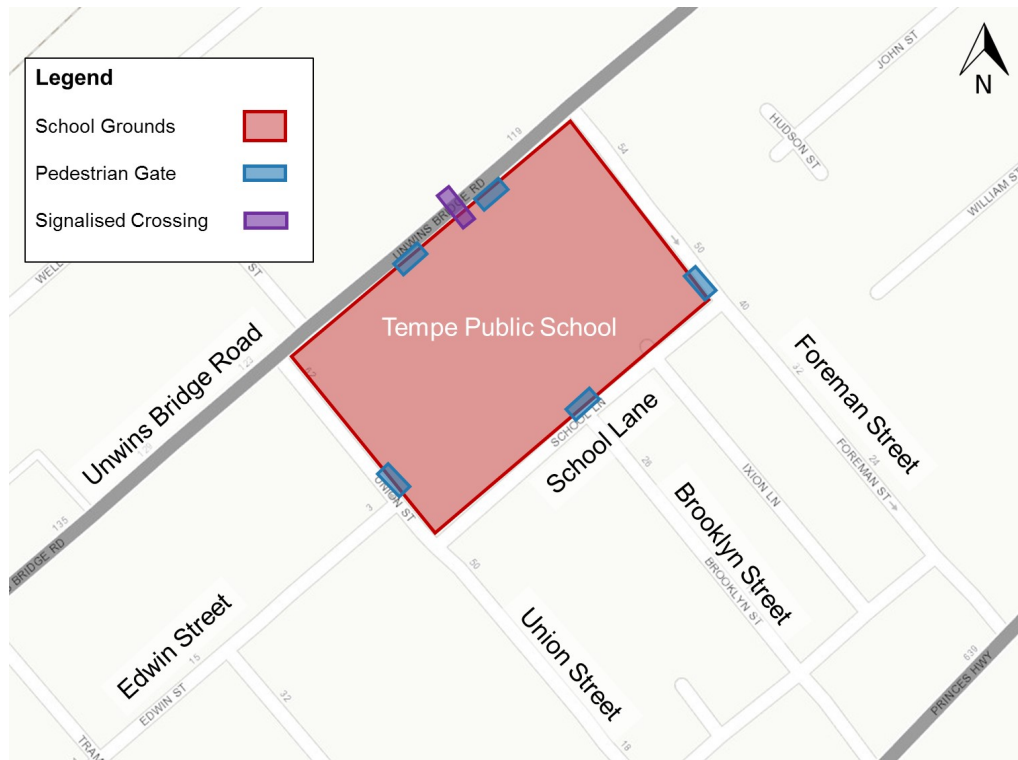 Legend
School Grounds
Pedestrian Gate
Signalised Crossing
N
JOHN ST
HUDSON ST
WILLIAM ST
119
54
UNWINS BRIDGE RD
50
40
ST
Tempe Public School
Unwins Bridge Road
32
Foreman Street
SCHOOL LN
School Lane
24
FOREMAN ST
26
IXION LN
Brooklyn Street
BROOKLYN ST
UNION ST
3
135
BRIDGE RD
50
Edwin Street
Union Street
15
EDWIN ST
32
18
639
PRINCES HWY
TRAM